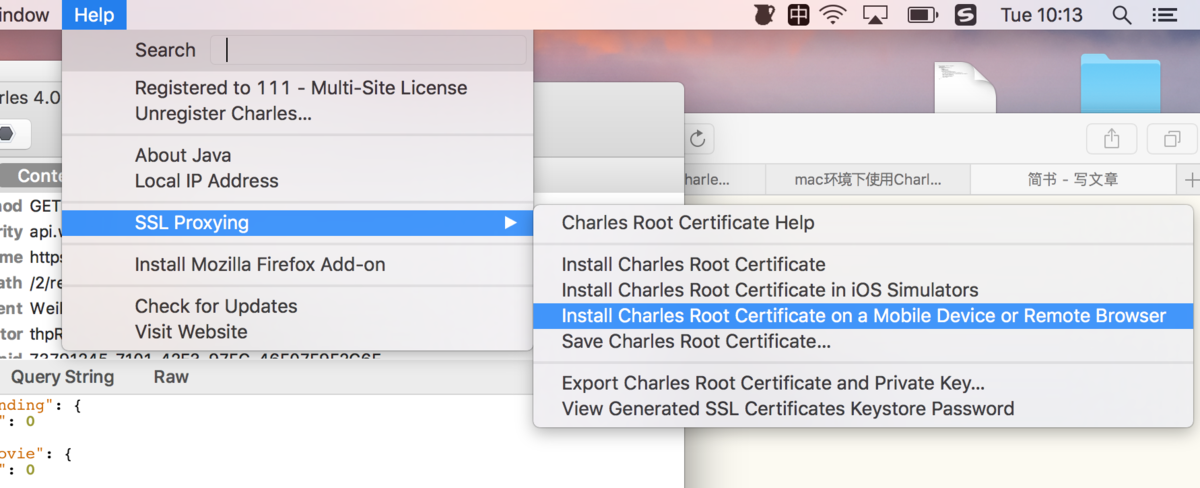 Help
中
Tue 10:13
Search
Registered to 111 - Multi-Site License
Unregister Charles...
About Java
Local IP Address
SSL Proxying
Install Mozilla Firefox Add-on
Check for Updates
Visit Website
Charles Root Certificate Help
Install Charles Root Certificate
Install Charles Root Certificate in iOS Simulators
Install Charles Root Certificate on a Mobile Device or Remote Browser
Save Charles Root Certificate...
Export Charles Root Certificate and Private Key...
View Generated SSL Certificates Keystore Password
indow
rles 4.0
harle...
mac环境下使用Charl...
简书 - 写文章
Conte
od GET
rity api.
me https
ath /2/re
ent Weil
tor thpR
Query String Raw
nding": {
": 0
ovie": {
": 0